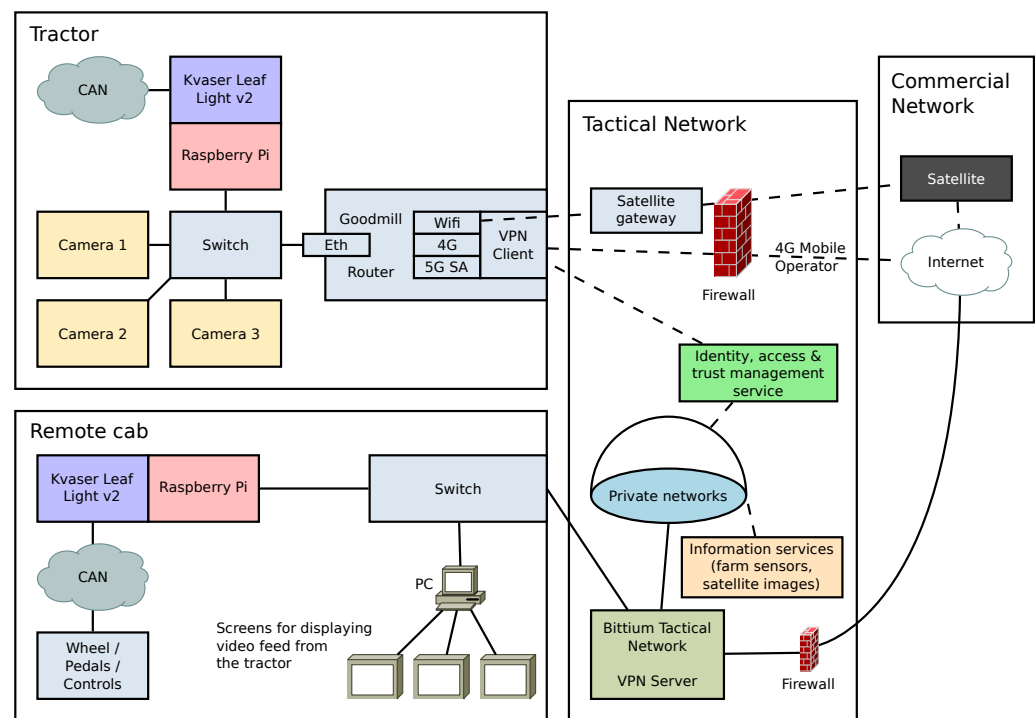 Tractor
CAN
Kvaser Leaf
Light v2
Raspberry Pi
Camera 1
Switch
Camera 2
Camera 3
Goodmill
Eth
Router
Wifi
4G
5G SA
VPN
Client
Remote cab
Kvaser Leaf
Light v2
Raspberry Pi
Switch
CAN
Wheel /
Pedals /
Controls
PC
Screens for displaying
video feed from
the tractor
Tactical Network
Satellite
gateway
Firewall
4G Mobile
Operator
Identity, access &
trust management
service
Private networks
Information services
(farm sensors,
satellite images)
Bittium Tactical
Network
VPN Server
Firewall
Commercial
Network
Satellite
Internet